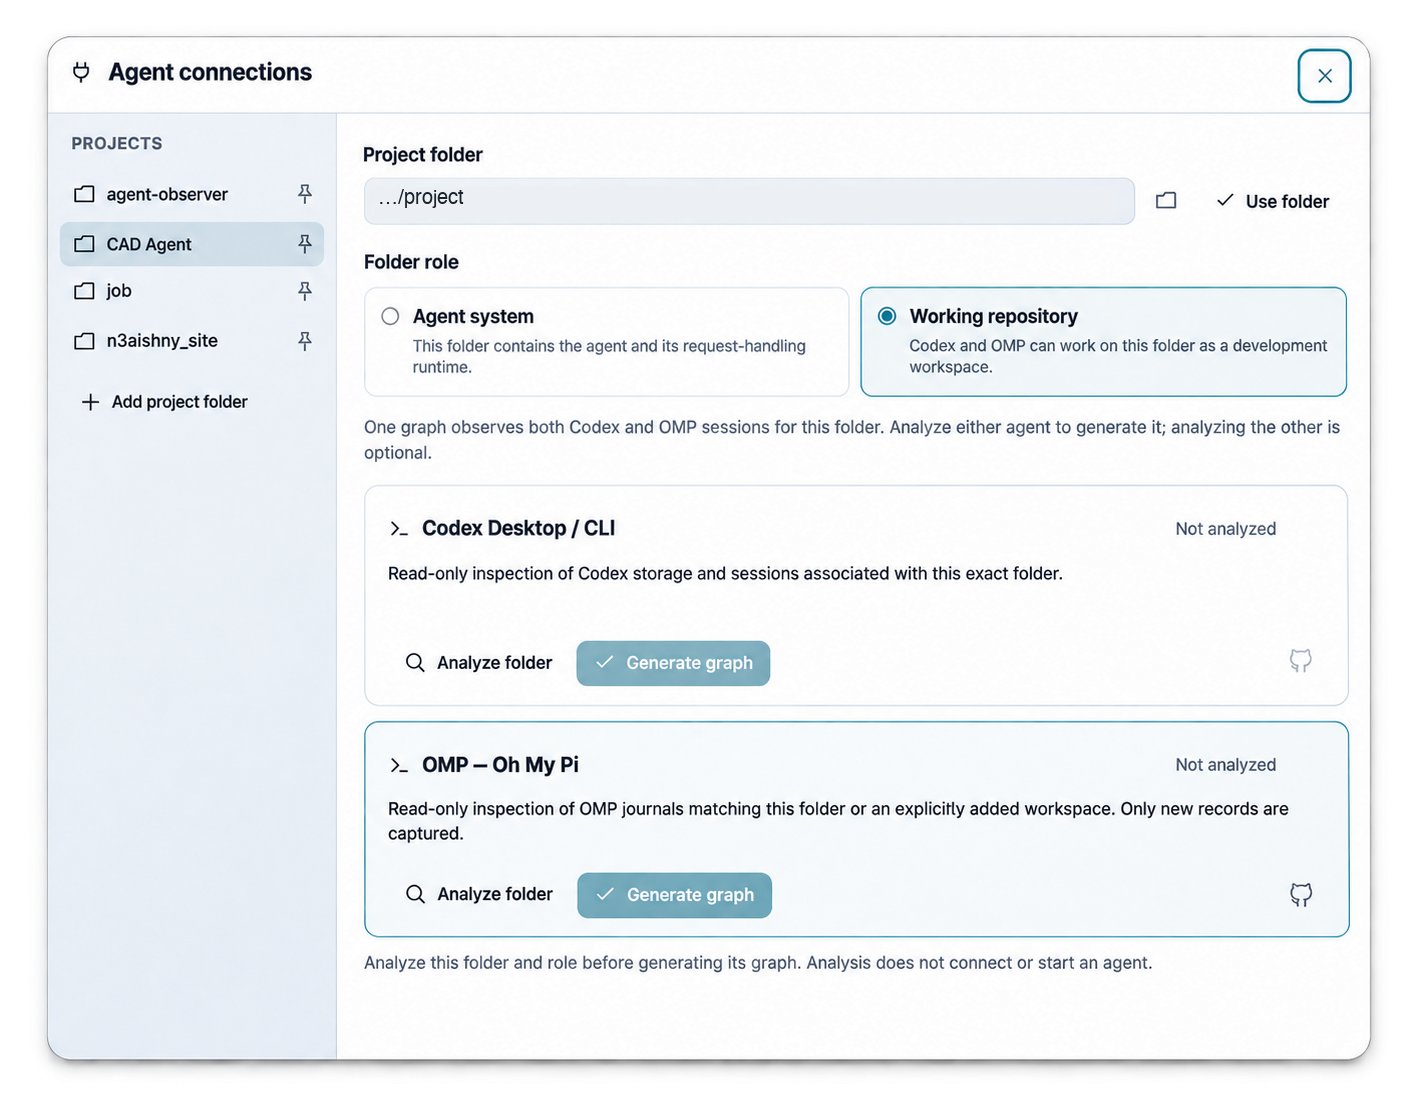 Agent connections
PROJECTS
agent-observer
CAD Agent
job
n3aishny_site
Add project folder
Project folder
.../project
Use folder
Folder role
Agent system
This folder contains the agent and its request-handling
runtime.
Working repository
Codex and OMP can work on this folder as a development
workspace.
One graph observes both Codex and OMP sessions for this folder. Analyze either agent to generate it; analyzing the other is
optional.
Codex Desktop / CLI
Not analyzed
Read-only inspection of Codex storage and sessions associated with this exact folder.
Analyze folder
Generate graph
OMP – Oh My Pi
Not analyzed
Read-only inspection of OMP journals matching this folder or an explicitly added workspace. Only new records are
captured.
Analyze folder
Generate graph
Analyze this folder and role before generating its graph. Analysis does not connect or start an agent.